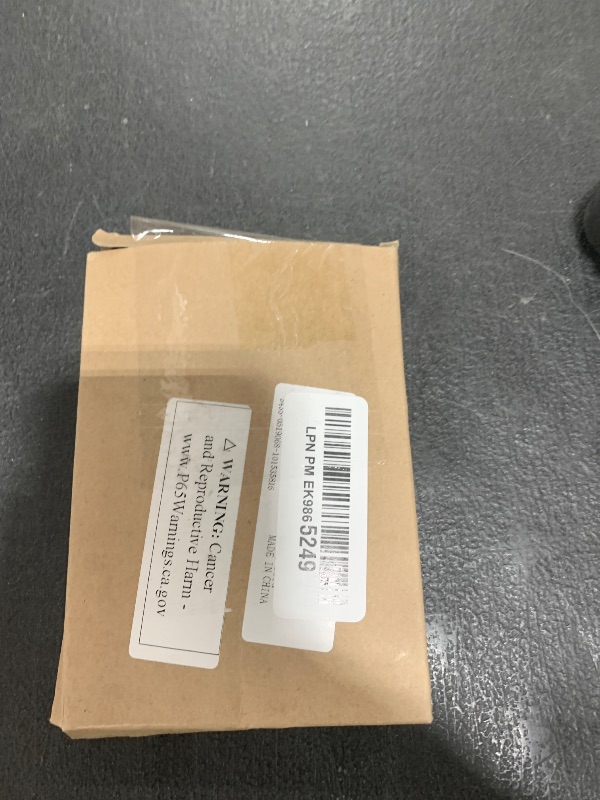 ⚠ WARNING: Cancer
and Reproductive Harm -
www.P65Warnings.ca.gov
LPN PM EK986 5249
MADE IN CHINA